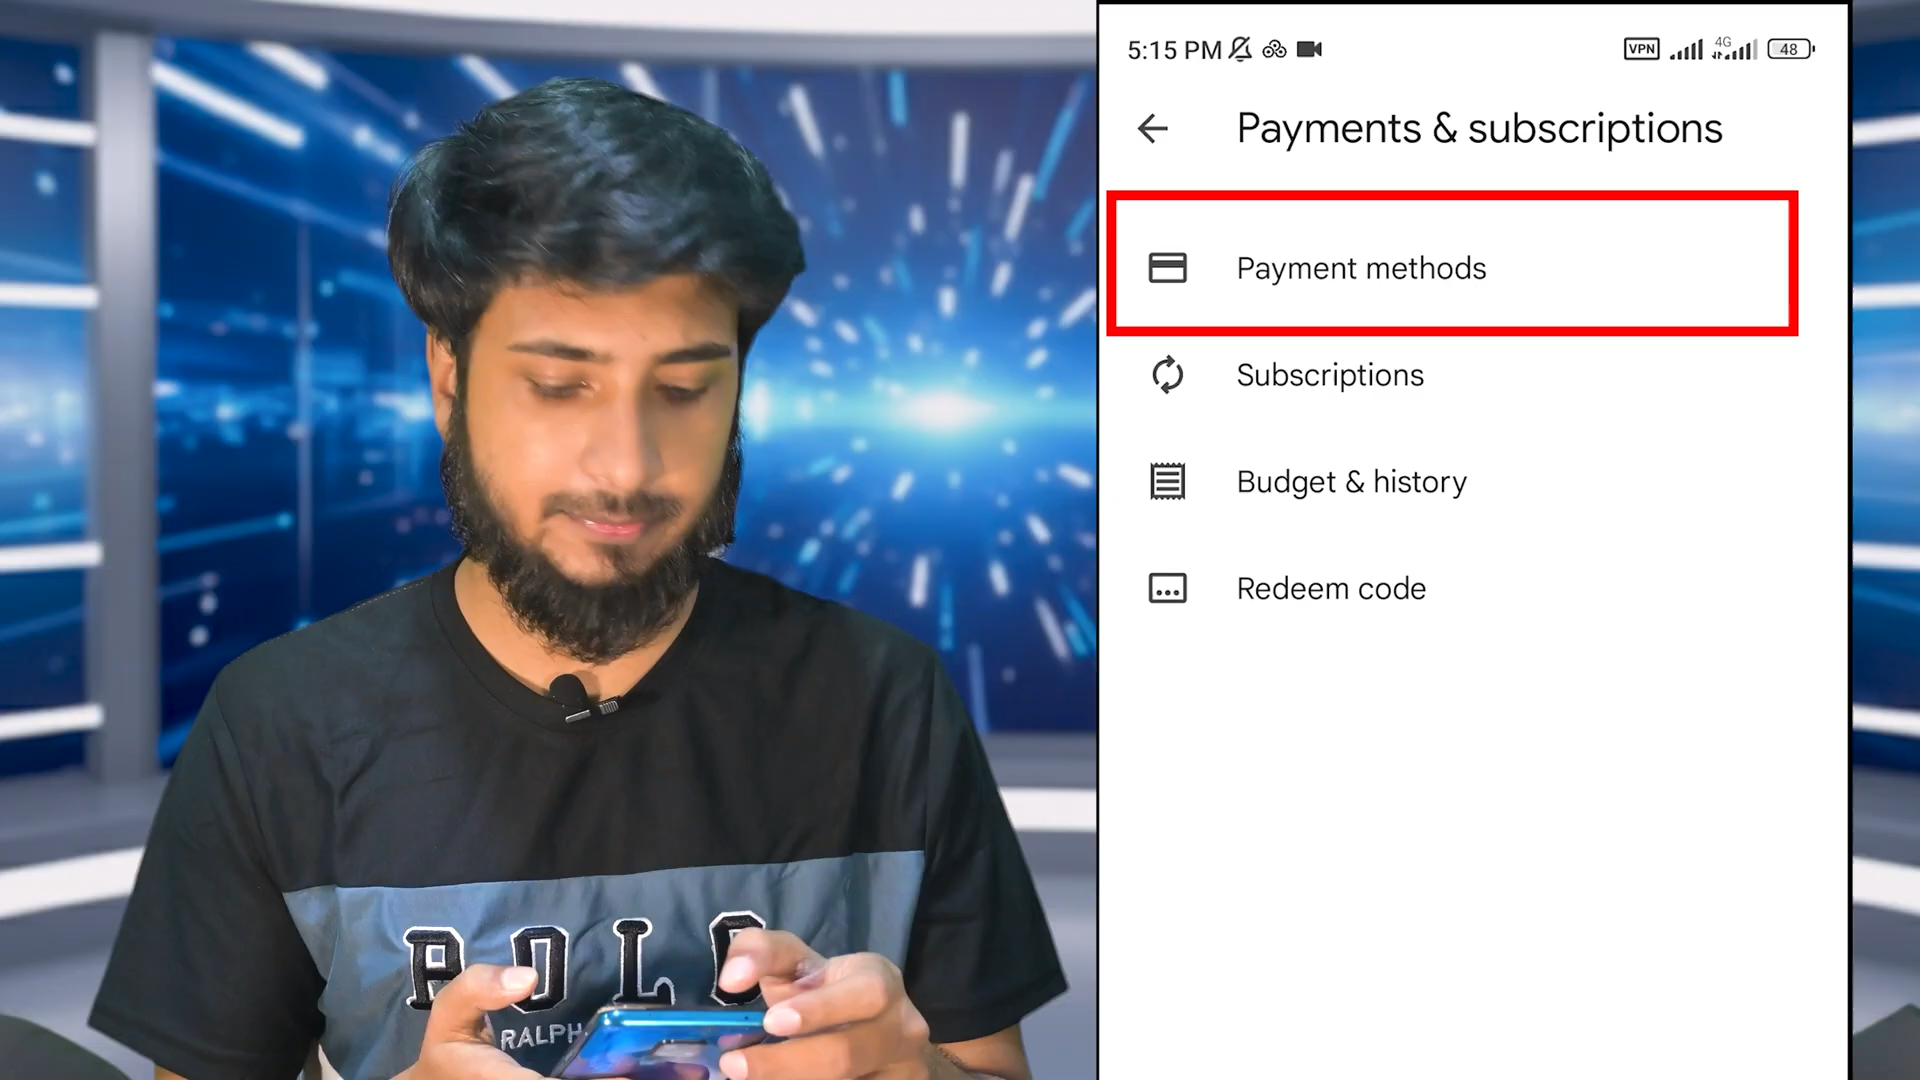 5:15 PM
VPN
4G
48
Payments & subscriptions
Payment methods
Subscriptions
Budget & history
Redeem code
POLO
RALPH